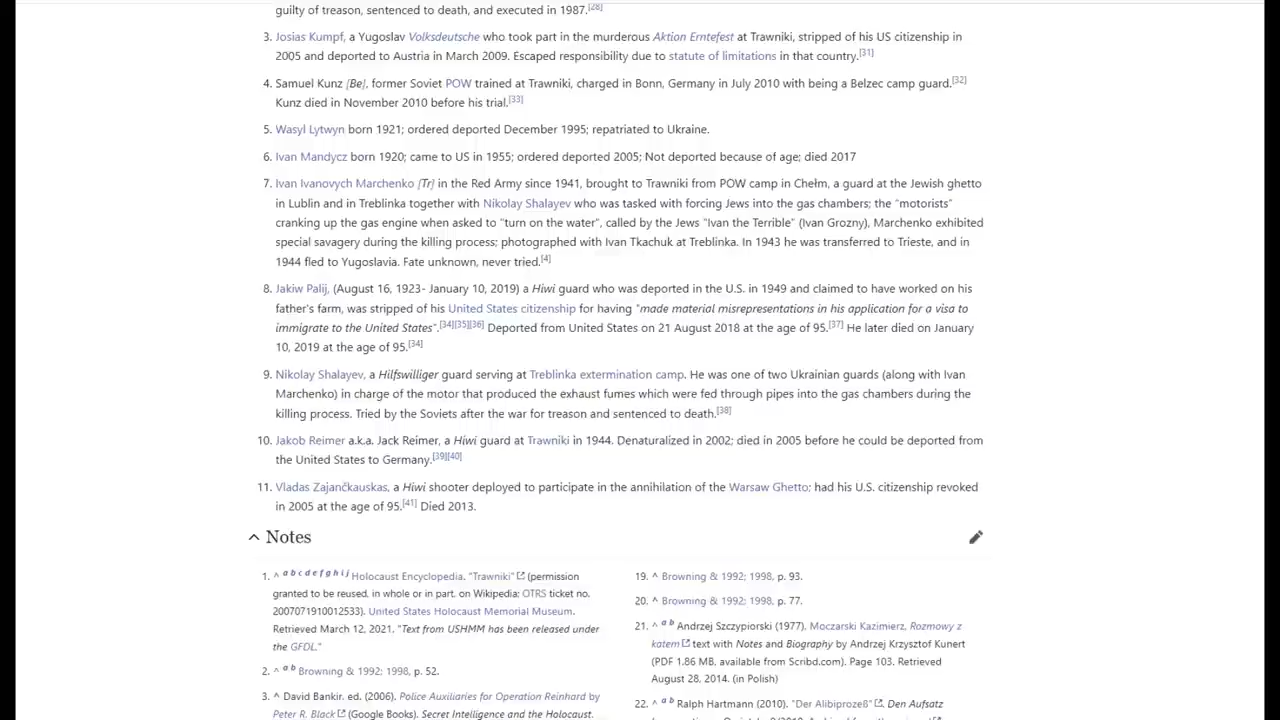 guilty of treason, sentenced to death, and executed in 1987.[28]
3. Josias Kumpf, a Yugoslav Volksdeutsche who took part in the murderous Aktion Erntefest at Trawniki, stripped of his US citizenship in
2005 and deported to Austria in March 2009. Escaped responsibility due to statute of limitations in that country.[31]
4. Samuel Kunz [Be], former Soviet POW trained at Trawniki, charged in Bonn, Germany in July 2010 with being a Belzec camp guard.[32]
Kunz died in November 2010 before his trial.[33]
5. Wasyl Lytwyn born 1921; ordered deported December 1995; repatriated to Ukraine.
6. Ivan Mandycz born 1920; came to US in 1955; ordered deported 2005; Not deported because of age; died 2017
7. Ivan Ivanovych Marchenko [Tr] in the Red Army since 1941, brought to Trawniki from POW camp in Chełm, a guard at the Jewish ghetto
in Lublin and in Treblinka together with Nikolay Shalayev who was tasked with forcing Jews into the gas chambers; the "motorists"
cranking up the gas engine when asked to "turn on the water", called by the Jews "Ivan the Terrible" (Ivan Grozny), Marchenko exhibited
special savagery during the killing process; photographed with Ivan Tkachuk at Treblinka. In 1943 he was transferred to Trieste, and in
1944 fled to Yugoslavia. Fate unknown, never tried.[4]
8. Jakiw Palij, (August 16, 1923- January 10, 2019) a Hiwi guard who was deported in the U.S. in 1949 and claimed to have worked on his
father's farm, was stripped of his United States citizenship for having "made material misrepresentations in his application for a visa to
immigrate to the United States".[34][35][36] Deported from United States on 21 August 2018 at the age of 95.[37] He later died on January
10, 2019 at the age of 95.[34]
9. Nikolay Shalayev, a Hilfswilliger guard serving at Treblinka extermination camp. He was one of two Ukrainian guards (along with Ivan
Marchenko) in charge of the motor that produced the exhaust fumes which were fed through pipes into the gas chambers during the
killing process. Tried by the Soviets after the war for treason and sentenced to death.[38]
10. Jakob Reimer a.k.a. Jack Reimer, a Hiwi guard at Trawniki in 1944. Denaturalized in 2002; died in 2005 before he could be deported from
the United States to Germany.[39][40]
11. Vladas Zajančkauskas, a Hiwi shooter deployed to participate in the annihilation of the Warsaw Ghetto; had his U.S. citizenship revoked
in 2005 at the age of 95.[41] Died 2013.
Notes
1. ^ a b c d e f g h i j Holocaust Encyclopedia. "Trawniki" (permission
granted to be reused, in whole or in part, on Wikipedia; OTRS ticket no.
2007071910012533). United States Holocaust Memorial Museum.
Retrieved March 12, 2021. "Text from USHMM has been released under
the GFDL."
2. ^ a b Browning & 1992; 1998, p. 52.
3. ^ David Bankir, ed. (2006). Police Auxiliaries for Operation Reinhard by
Peter R. Black (Google Books). Secret Intelligence and the Holocaust.
19. ^ Browning & 1992; 1998, p. 93.
20. ^ Browning & 1992; 1998, p. 77.
21. ^ a b Andrzej Szczypiorski (1977), Moczarski Kazimierz, Rozmowy z
katem text with Notes and Biography by Andrzej Krzysztof Kunert
(PDF 1.86 MB, available from Scribd.com). Page 103. Retrieved
August 28, 2014. (in Polish)
22. ^ a b Ralph Hartmann (2010). "Der Alibiprozeß". Den Aufsatz